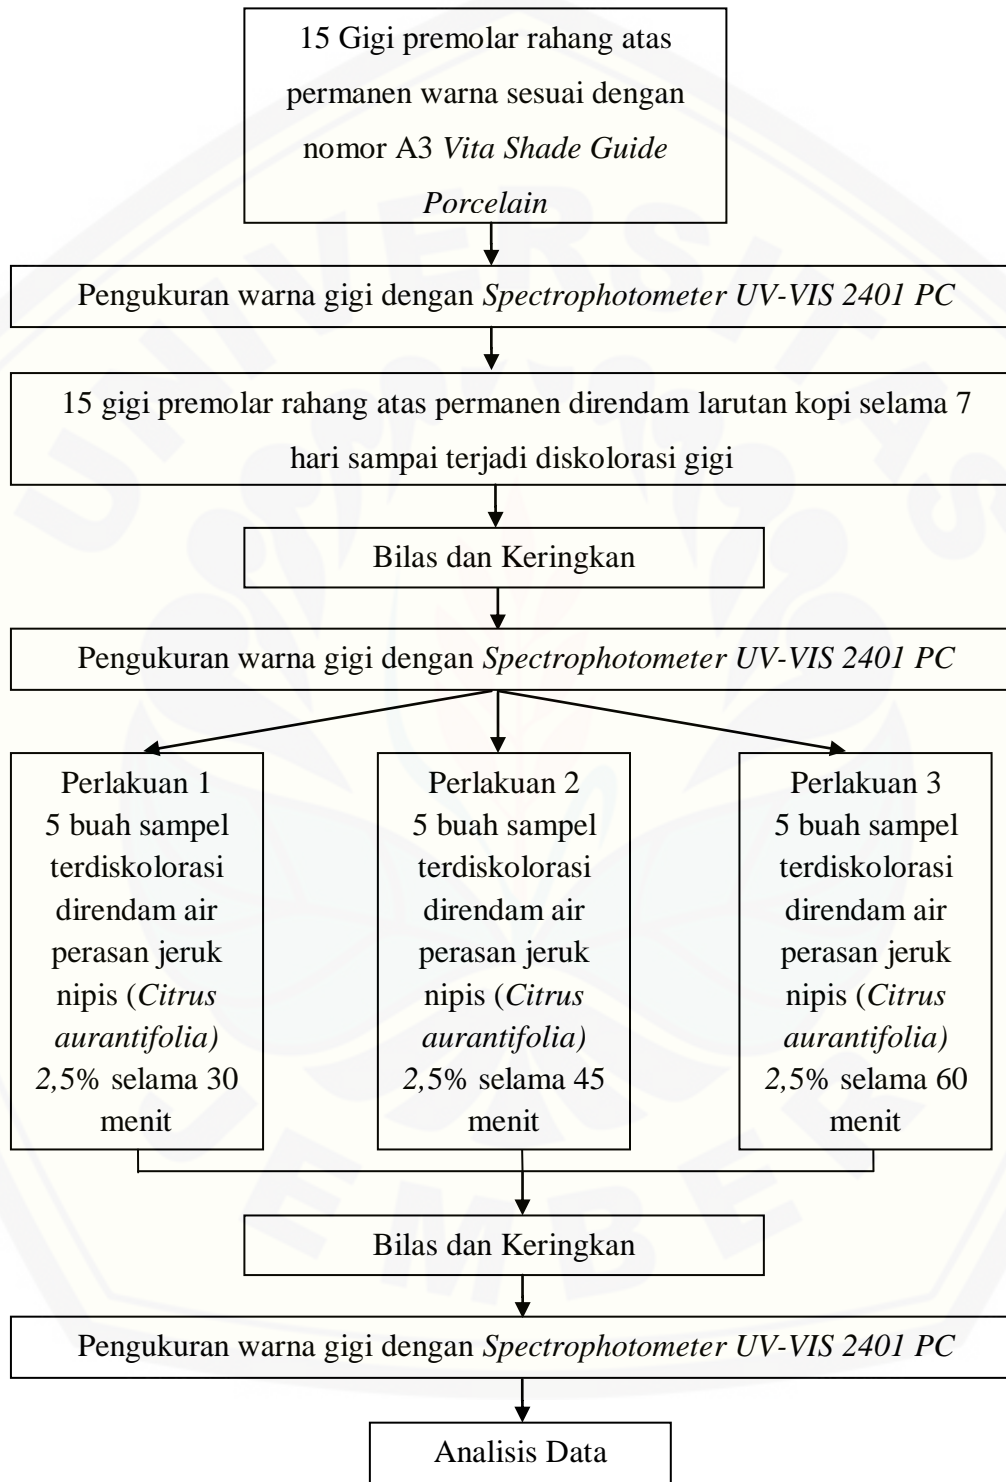 15 Gigi premolar rahang atas
permanen warna sesuai dengan
nomor A3 Vita Shade Guide
Porcelain
Pengukuran warna gigi dengan Spectrophotometer UV-VIS 2401 PC
15 gigi premolar rahang atas permanen direndam larutan kopi selama 7
hari sampai terjadi diskolorasi gigi
Bilas dan Keringkan
Pengukuran warna gigi dengan Spectrophotometer UV-VIS 2401 PC
Perlakuan 1
5 buah sampel
terdiskolorasi
direndam air
perasan jeruk
nipis (Citrus
aurantifolia)
2,5% selama 30
menit
Perlakuan 2
5 buah sampel
terdiskolorasi
direndam air
perasan jeruk
nipis (Citrus
aurantifolia)
2,5% selama 45
menit
Perlakuan 3
5 buah sampel
terdiskolorasi
direndam air
perasan jeruk
nipis (Citrus
aurantifolia)
2,5% selama 60
menit
Bilas dan Keringkan
Pengukuran warna gigi dengan Spectrophotometer UV-VIS 2401 PC
Analisis Data
UNIVERSITAS
JEMBER